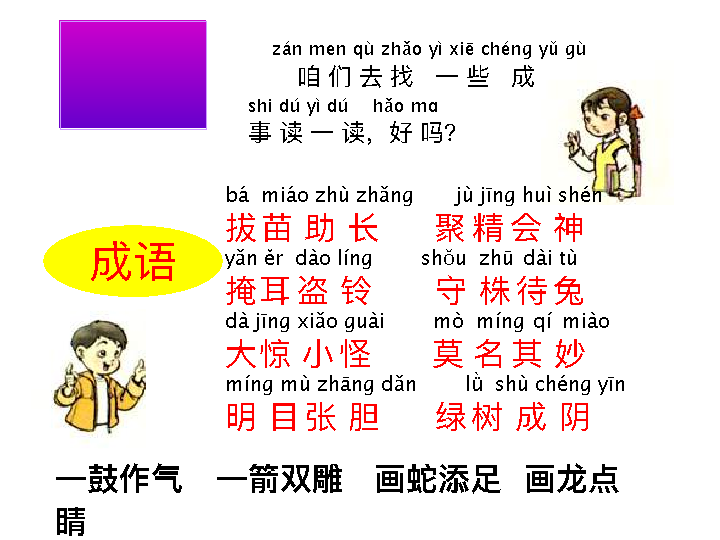 zán men qù zhǎo yì xiē chéng yǔ gù
咱 们 去 找 一 些 成
shi dú yì dú hǎo ma
事 读 一 读，好 吗？
bá miáo zhù zhǎng jù jīng huì shén
拔苗 助 长 聚精会 神
yǎn ěr dào líng shǒu zhū dài tù
掩耳盗 铃 守 株待兔
dà jīng xiǎo guài mò míng qí miào
大惊 小怪 莫 名其 妙
míng mù zhāng dǎn lǜ shù chéng yīn
明 目张 胆 绿树 成 阴
成语
一鼓作气 一箭双雕 画蛇添足 画龙点
睛